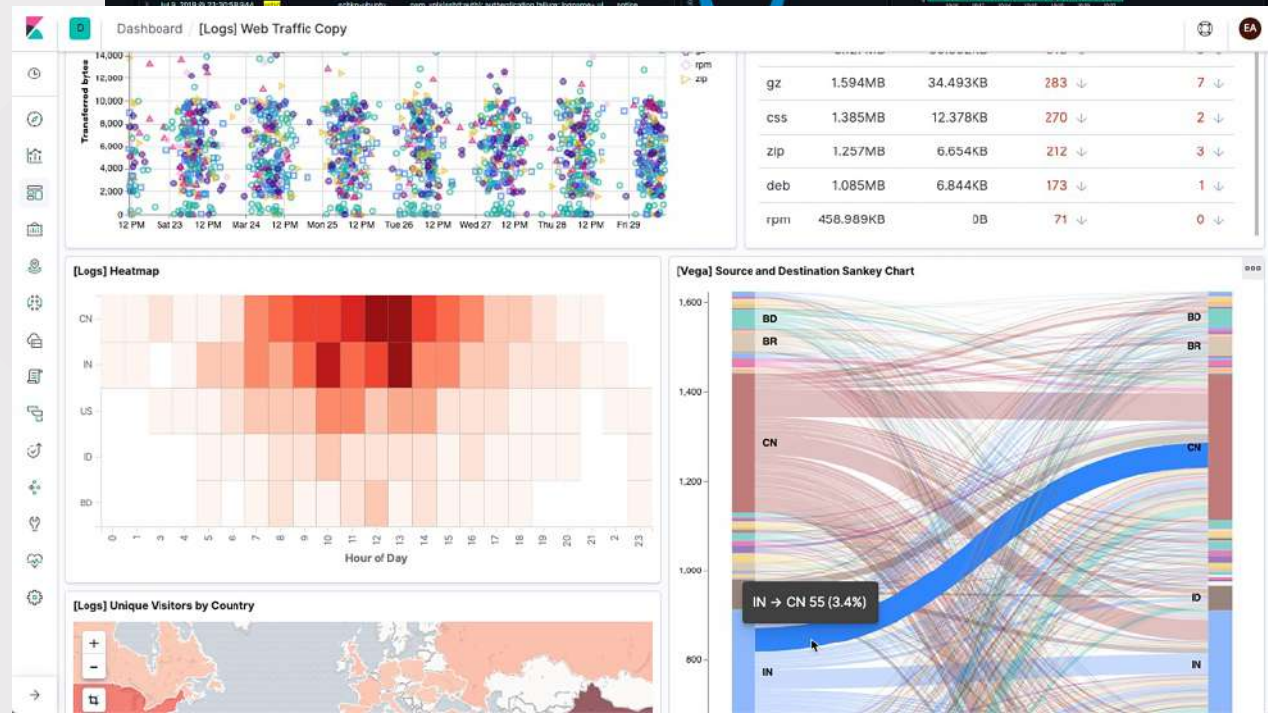 D Dashboard / [Logs] Web Traffic Copy EA
14,000
12,000
10,000
8,000
6,000
4,000
2,000
0
Transferred bytes
12 PM Sat 23 12 PM Mar 24 12 PM Mon 25 12 PM Tue 26 12 PM Wed 27 12 PM Thu 28 12 PM Fri 29
rpm
zip
gz 1.594MB 34.493KB 283 ↓ 7 ↓
css 1.385MB 12.378KB 270 ↓ 2 ↓
zip 1.257MB 6.654KB 212 ↓ 3 ↓
deb 1.085MB 6.844KB 173 ↓ 1 ↓
rpm 458.989KB 0B 71 ↓ 0 ↓
[Logs] Heatmap
CN
IN
US
ID
BD
0 1 3 4 5 6 7 8 9 10 11 12 13 14 15 16 17 18 19 20 21 2 23
Hour of Day
[Vega] Source and Destination Sankey Chart
1,600
BD BD
BR BR
1,400
CN CN
1,200
1,000
ID
IN → CN 55 (3.4%)
800
IN IN
[Logs] Unique Visitors by Country
+
−